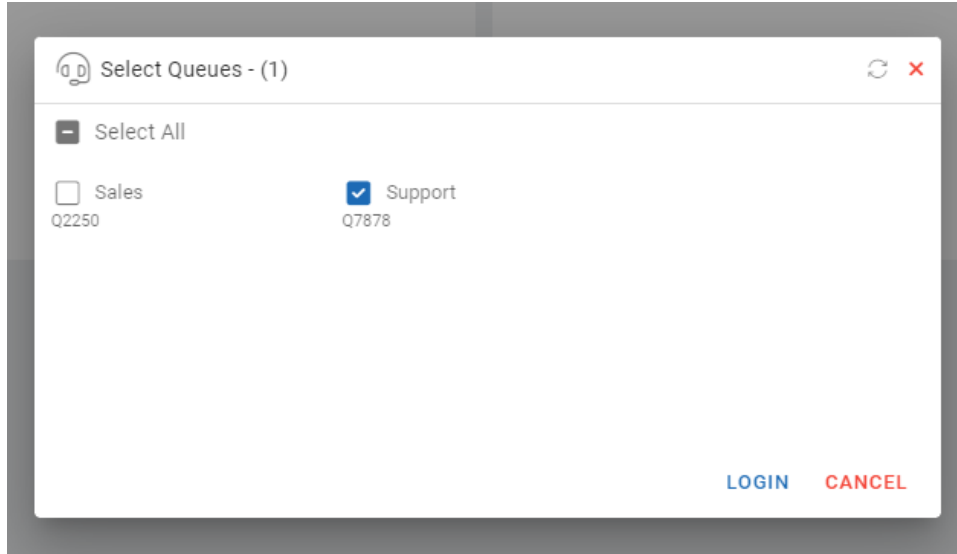 Select Queues - (1)
Select All
Sales
Support
Q2250
Q7878
LOGIN
CANCEL